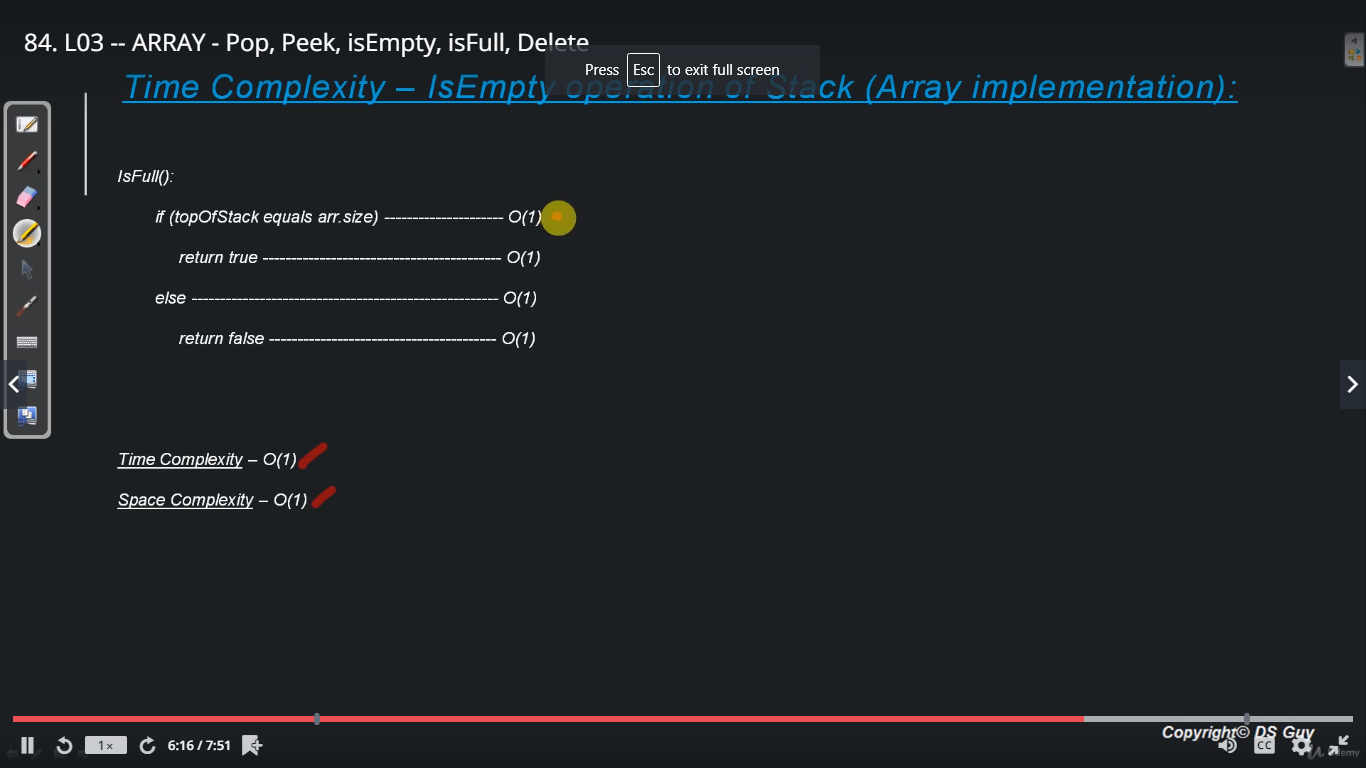 84. L03 -- ARRAY - Pop, Peek, isEmpty, isFull, Delete
Press Esc to exit full screen
Time Complexity – IsEmpty operation of Stack (Array implementation):
IsFull():
if (topOfStack equals arr.size) --------------------- O(1)
return true ------------------------------------------ O(1)
else ------------------------------------------------------ O(1)
return false ---------------------------------------- O(1)
Time Complexity – O(1)
Space Complexity – O(1)
Copyright© DS Guy
1×
6:16 / 7:51
CC